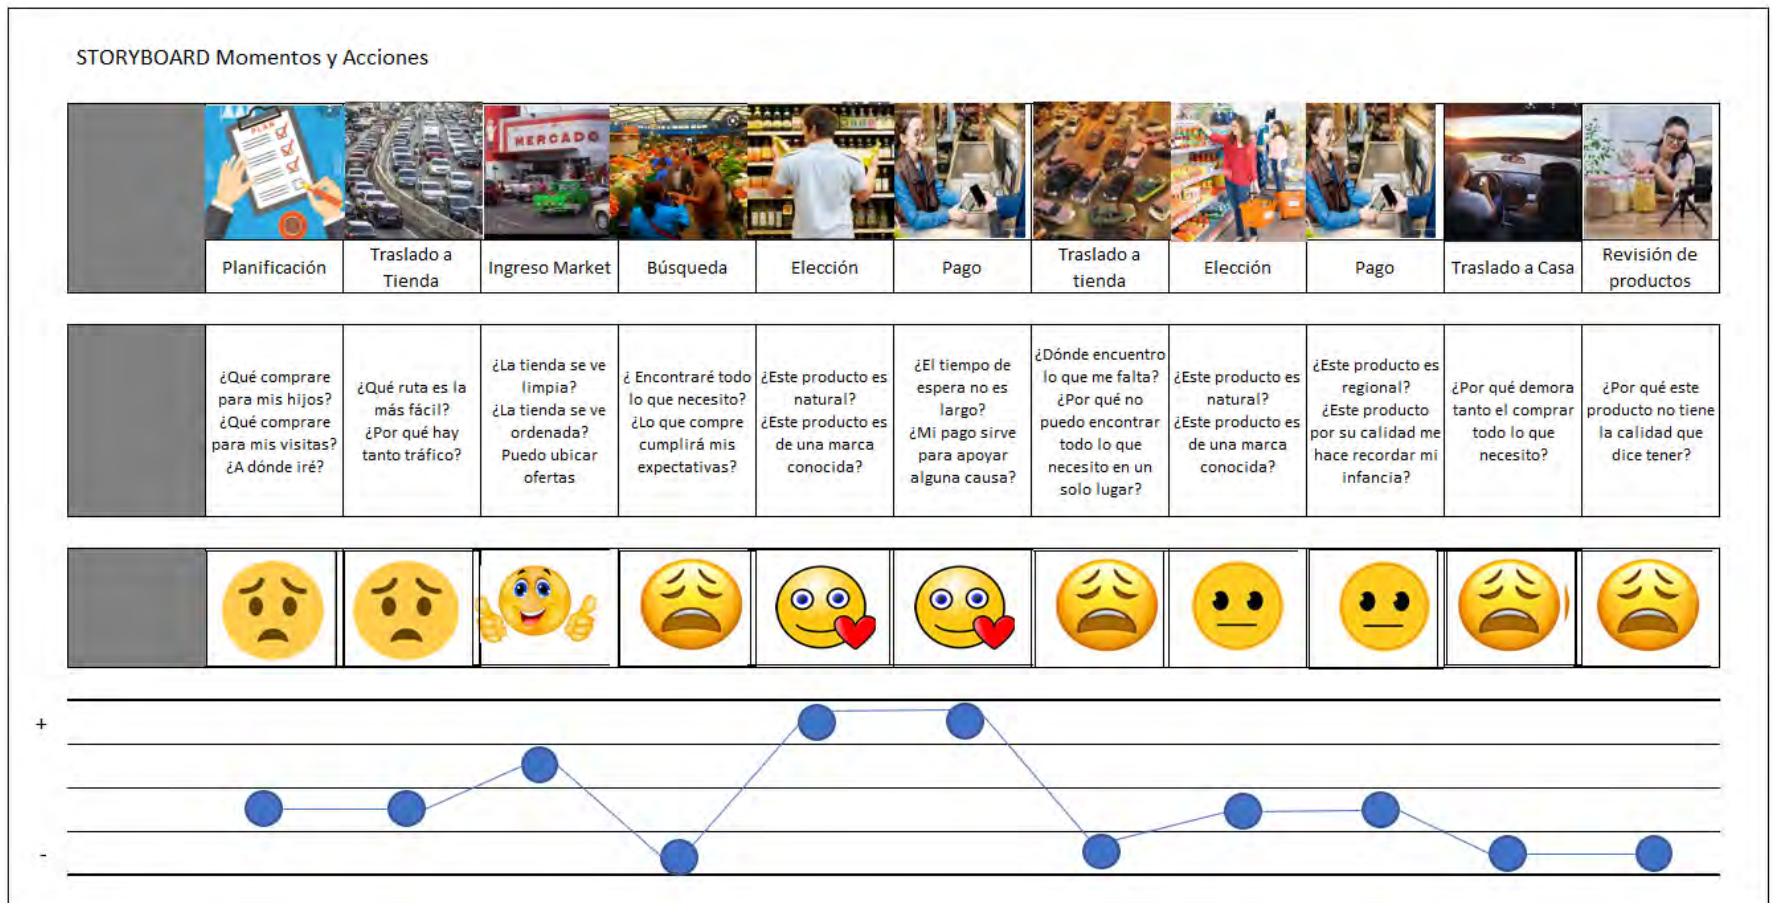 STORYBOARD Momentos y Acciones
PLAN
MERCADO
Planificación
Traslado a
Tienda
Ingreso Market
Búsqueda
Elección
Pago
Traslado a
tienda
Elección
Pago
Traslado a Casa
Revisión de
productos
¿Qué comprare
para mis hijos?
¿Qué comprare
para mis visitas?
¿A dónde iré?
¿Qué ruta es la
más fácil?
¿Por qué hay
tanto tráfico?
¿La tienda se ve
limpia?
¿La tienda se ve
ordenada?
Puedo ubicar
ofertas
¿ Encontraré todo
lo que necesito?
¿Lo que compre
cumplirá mis
expectativas?
¿Este producto es
natural?
¿Este producto es
de una marca
conocida?
¿El tiempo de
espera no es
largo?
¿Mi pago sirve
para apoyar
alguna causa?
¿Dónde encuentro
lo que me falta?
¿Por qué no
puedo encontrar
todo lo que
necesito en un
solo lugar?
¿Este producto es
natural?
¿Este producto es
de una marca
conocida?
¿Este producto es
regional?
¿Este producto
por su calidad me
hace recordar mi
infancia?
¿Por qué demora
tanto el comprar
todo lo que
necesito?
¿Por qué este
producto no tiene
la calidad que
dice tener?
+
-